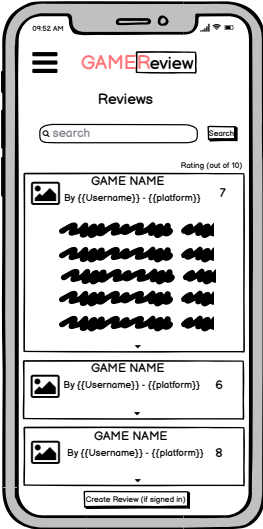 09:52 AM
GAMEReview
Reviews
search
Search
Rating (out of 10)
GAME NAME
By {{Username}} - {{platform}} 7
GAME NAME
By {{Username}} - {{platform}} 6
GAME NAME
By {{Username}} - {{platform}} 8
Create Review (if signed in)